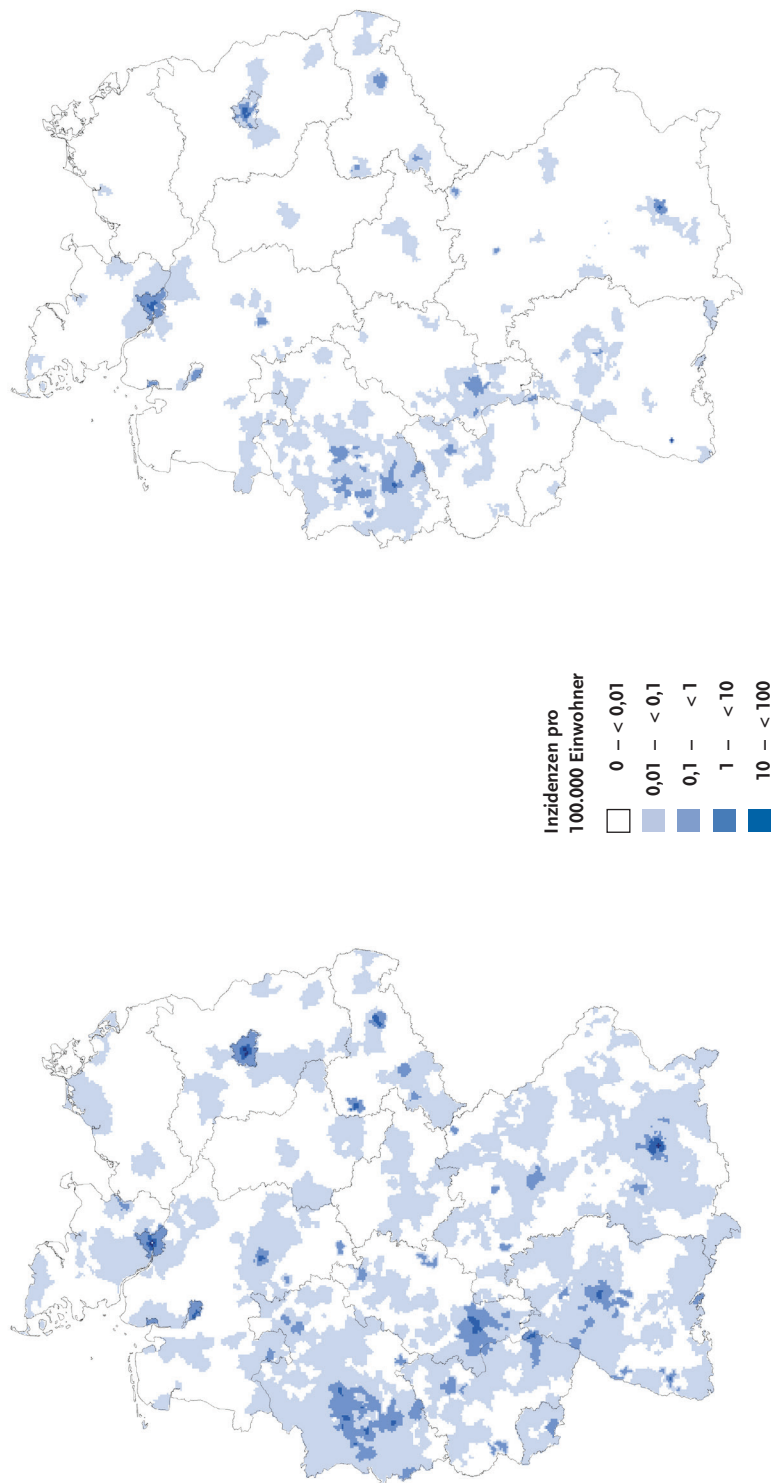 Inzidenzen pro
100.000 Einwohner
0 – < 0,01
0,01 – < 0,1
0,1 – < 1
1 – < 10
10 – < 100